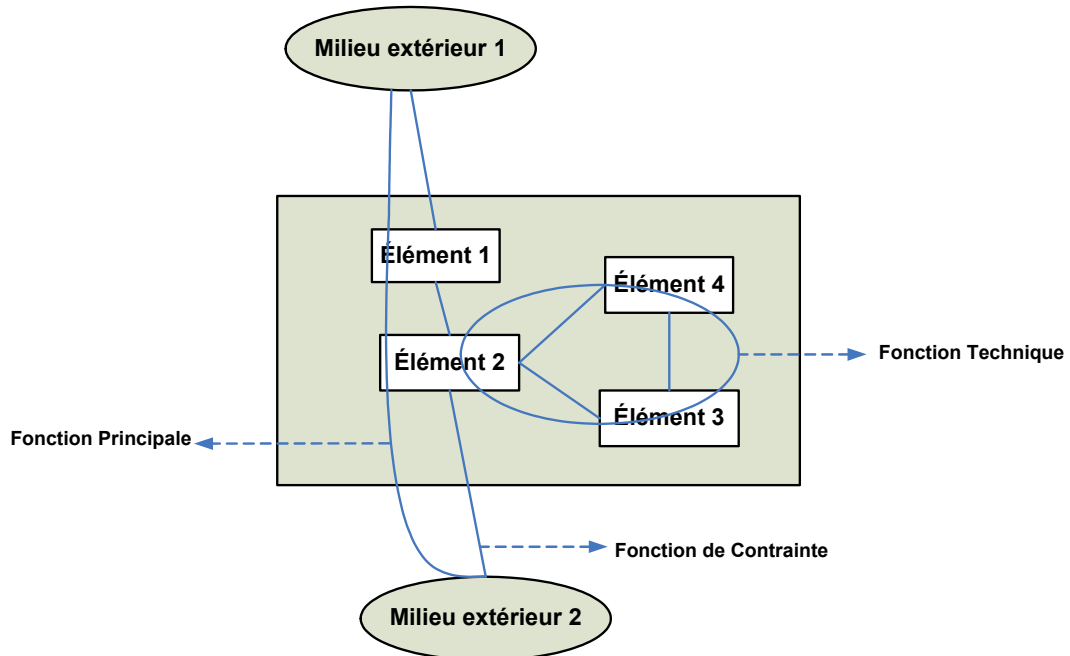 Milieu extérieur 1
Élément 1
Élément 4
Élément 2
Fonction Technique
Élément 3
Fonction Principale
Fonction de Contrainte
Milieu extérieur 2